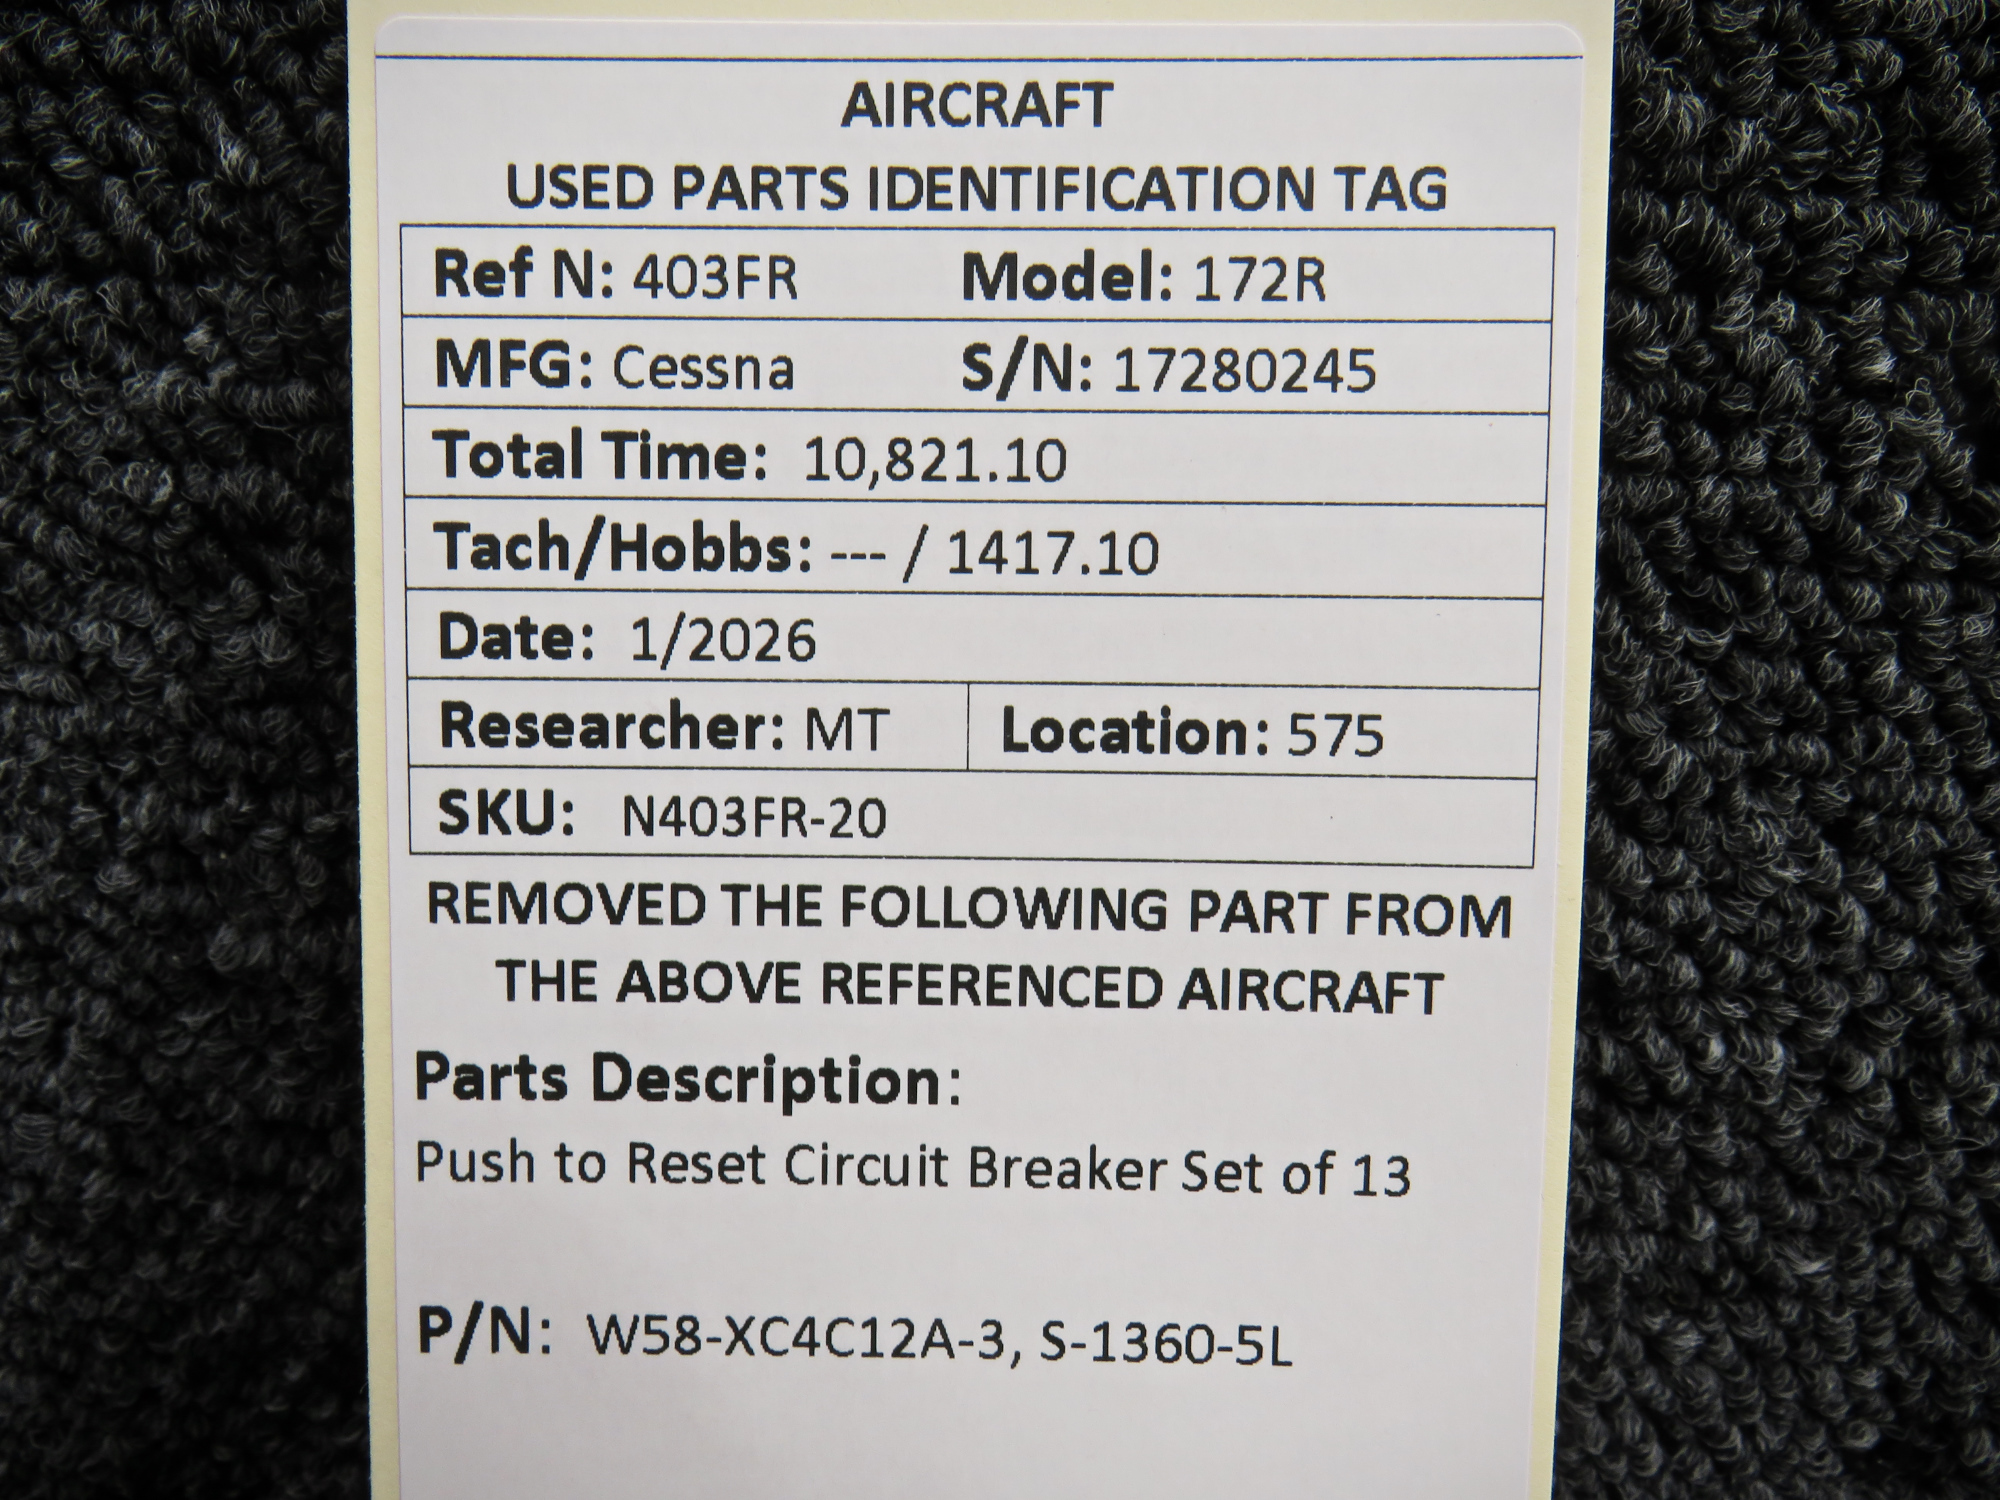 AIRCRAFT
USED PARTS IDENTIFICATION TAG
Ref N: 403FR Model: 172R
MFG: Cessna S/N: 17280245
Total Time: 10,821.10
Tach/Hobbs: --- / 1417.10
Date: 1/2026
Researcher: MT Location: 575
SKU: N403FR-20
REMOVED THE FOLLOWING PART FROM
THE ABOVE REFERENCED AIRCRAFT
Parts Description:
Push to Reset Circuit Breaker Set of 13
P/N: W58-XC4C12A-3, S-1360-5L